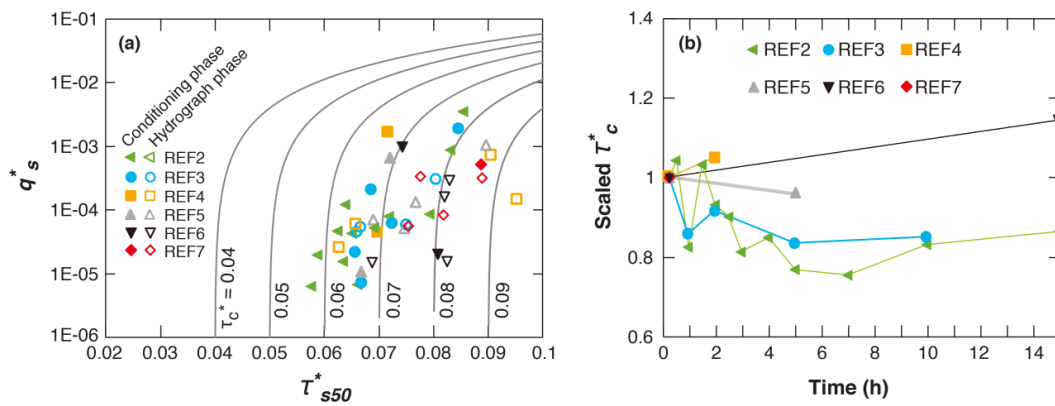 (a)
1E-01
1E-02
1E-03
1E-04
1E-05
1E-06
q*s
Conditioning phase
Hydrograph phase
REF2
REF3
REF4
REF5
REF6
REF7
τc* = 0.04
0.05
0.06
0.07
0.08
0.09
0.02 0.03 0.04 0.05 0.06 0.07 0.08 0.09 0.1
τ*s50
(b)
REF2 REF3 REF4
REF5 REF6 REF7
1.4
1.2
1
0.8
0.6
Scaled τ*c
0 2 4 6 8 10 12 14
Time (h)